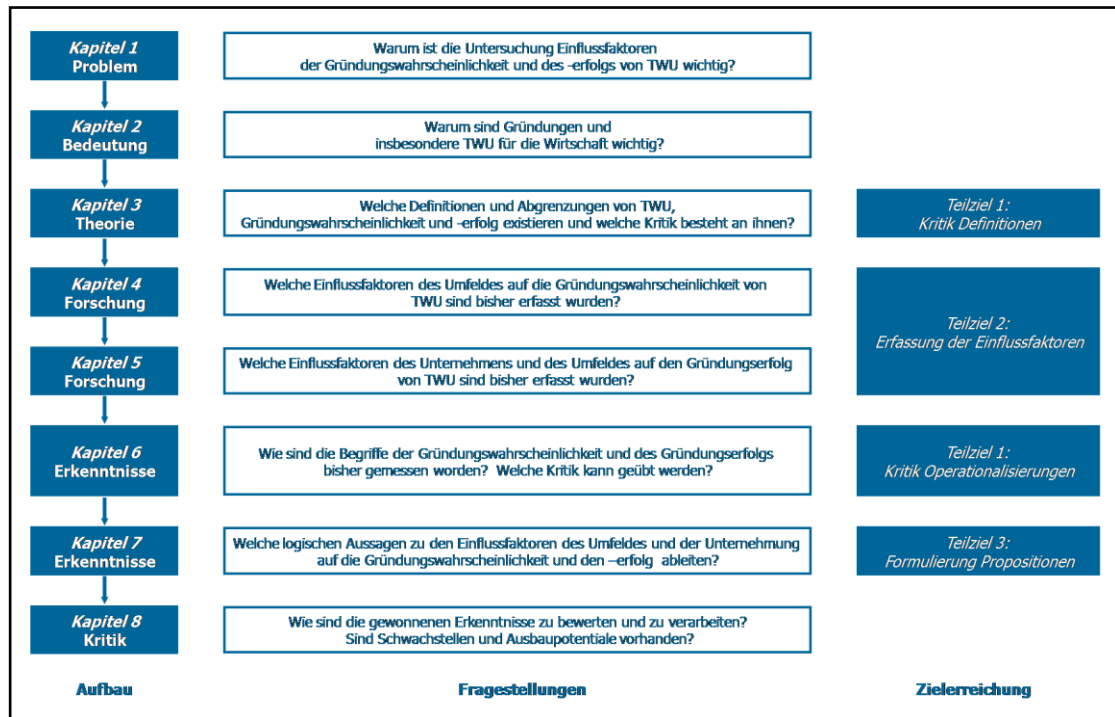 Kapitel 1
Problem
Warum ist die Untersuchung Einflussfaktoren
der Gründungswahrscheinlichkeit und des -erfolgs von TWU wichtig?
Kapitel 2
Bedeutung
Warum sind Gründungen und
insbesondere TWU für die Wirtschaft wichtig?
Kapitel 3
Theorie
Welche Definitionen und Abgrenzungen von TWU,
Gründungswahrscheinlichkeit und -erfolg existieren und welche Kritik besteht an ihnen?
Teilziel 1:
Kritik Definitionen
Kapitel 4
Forschung
Welche Einflussfaktoren des Umfeldes auf die Gründungswahrscheinlichkeit von
TWU sind bisher erfasst wurden?
Teilziel 2:
Erfassung der Einflussfaktoren
Kapitel 5
Forschung
Welche Einflussfaktoren des Unternehmens und des Umfeldes auf den Gründungserfolg
von TWU sind bisher erfasst wurden?
Kapitel 6
Erkenntnisse
Wie sind die Begriffe der Gründungswahrscheinlichkeit und des Gründungserfolgs
bisher gemessen worden? Welche Kritik kann geübt werden?
Teilziel 1:
Kritik Operationalisierungen
Kapitel 7
Erkenntnisse
Welche logischen Aussagen zu den Einflussfaktoren des Umfeldes und der Unternehmung
auf die Gründungswahrscheinlichkeit und den –erfolg ableiten?
Teilziel 3:
Formulierung Propositionen
Kapitel 8
Kritik
Wie sind die gewonnenen Erkenntnisse zu bewerten und zu verarbeiten?
Sind Schwachstellen und Ausbaupotentiale vorhanden?
Aufbau
Fragestellungen
Zielerreichung